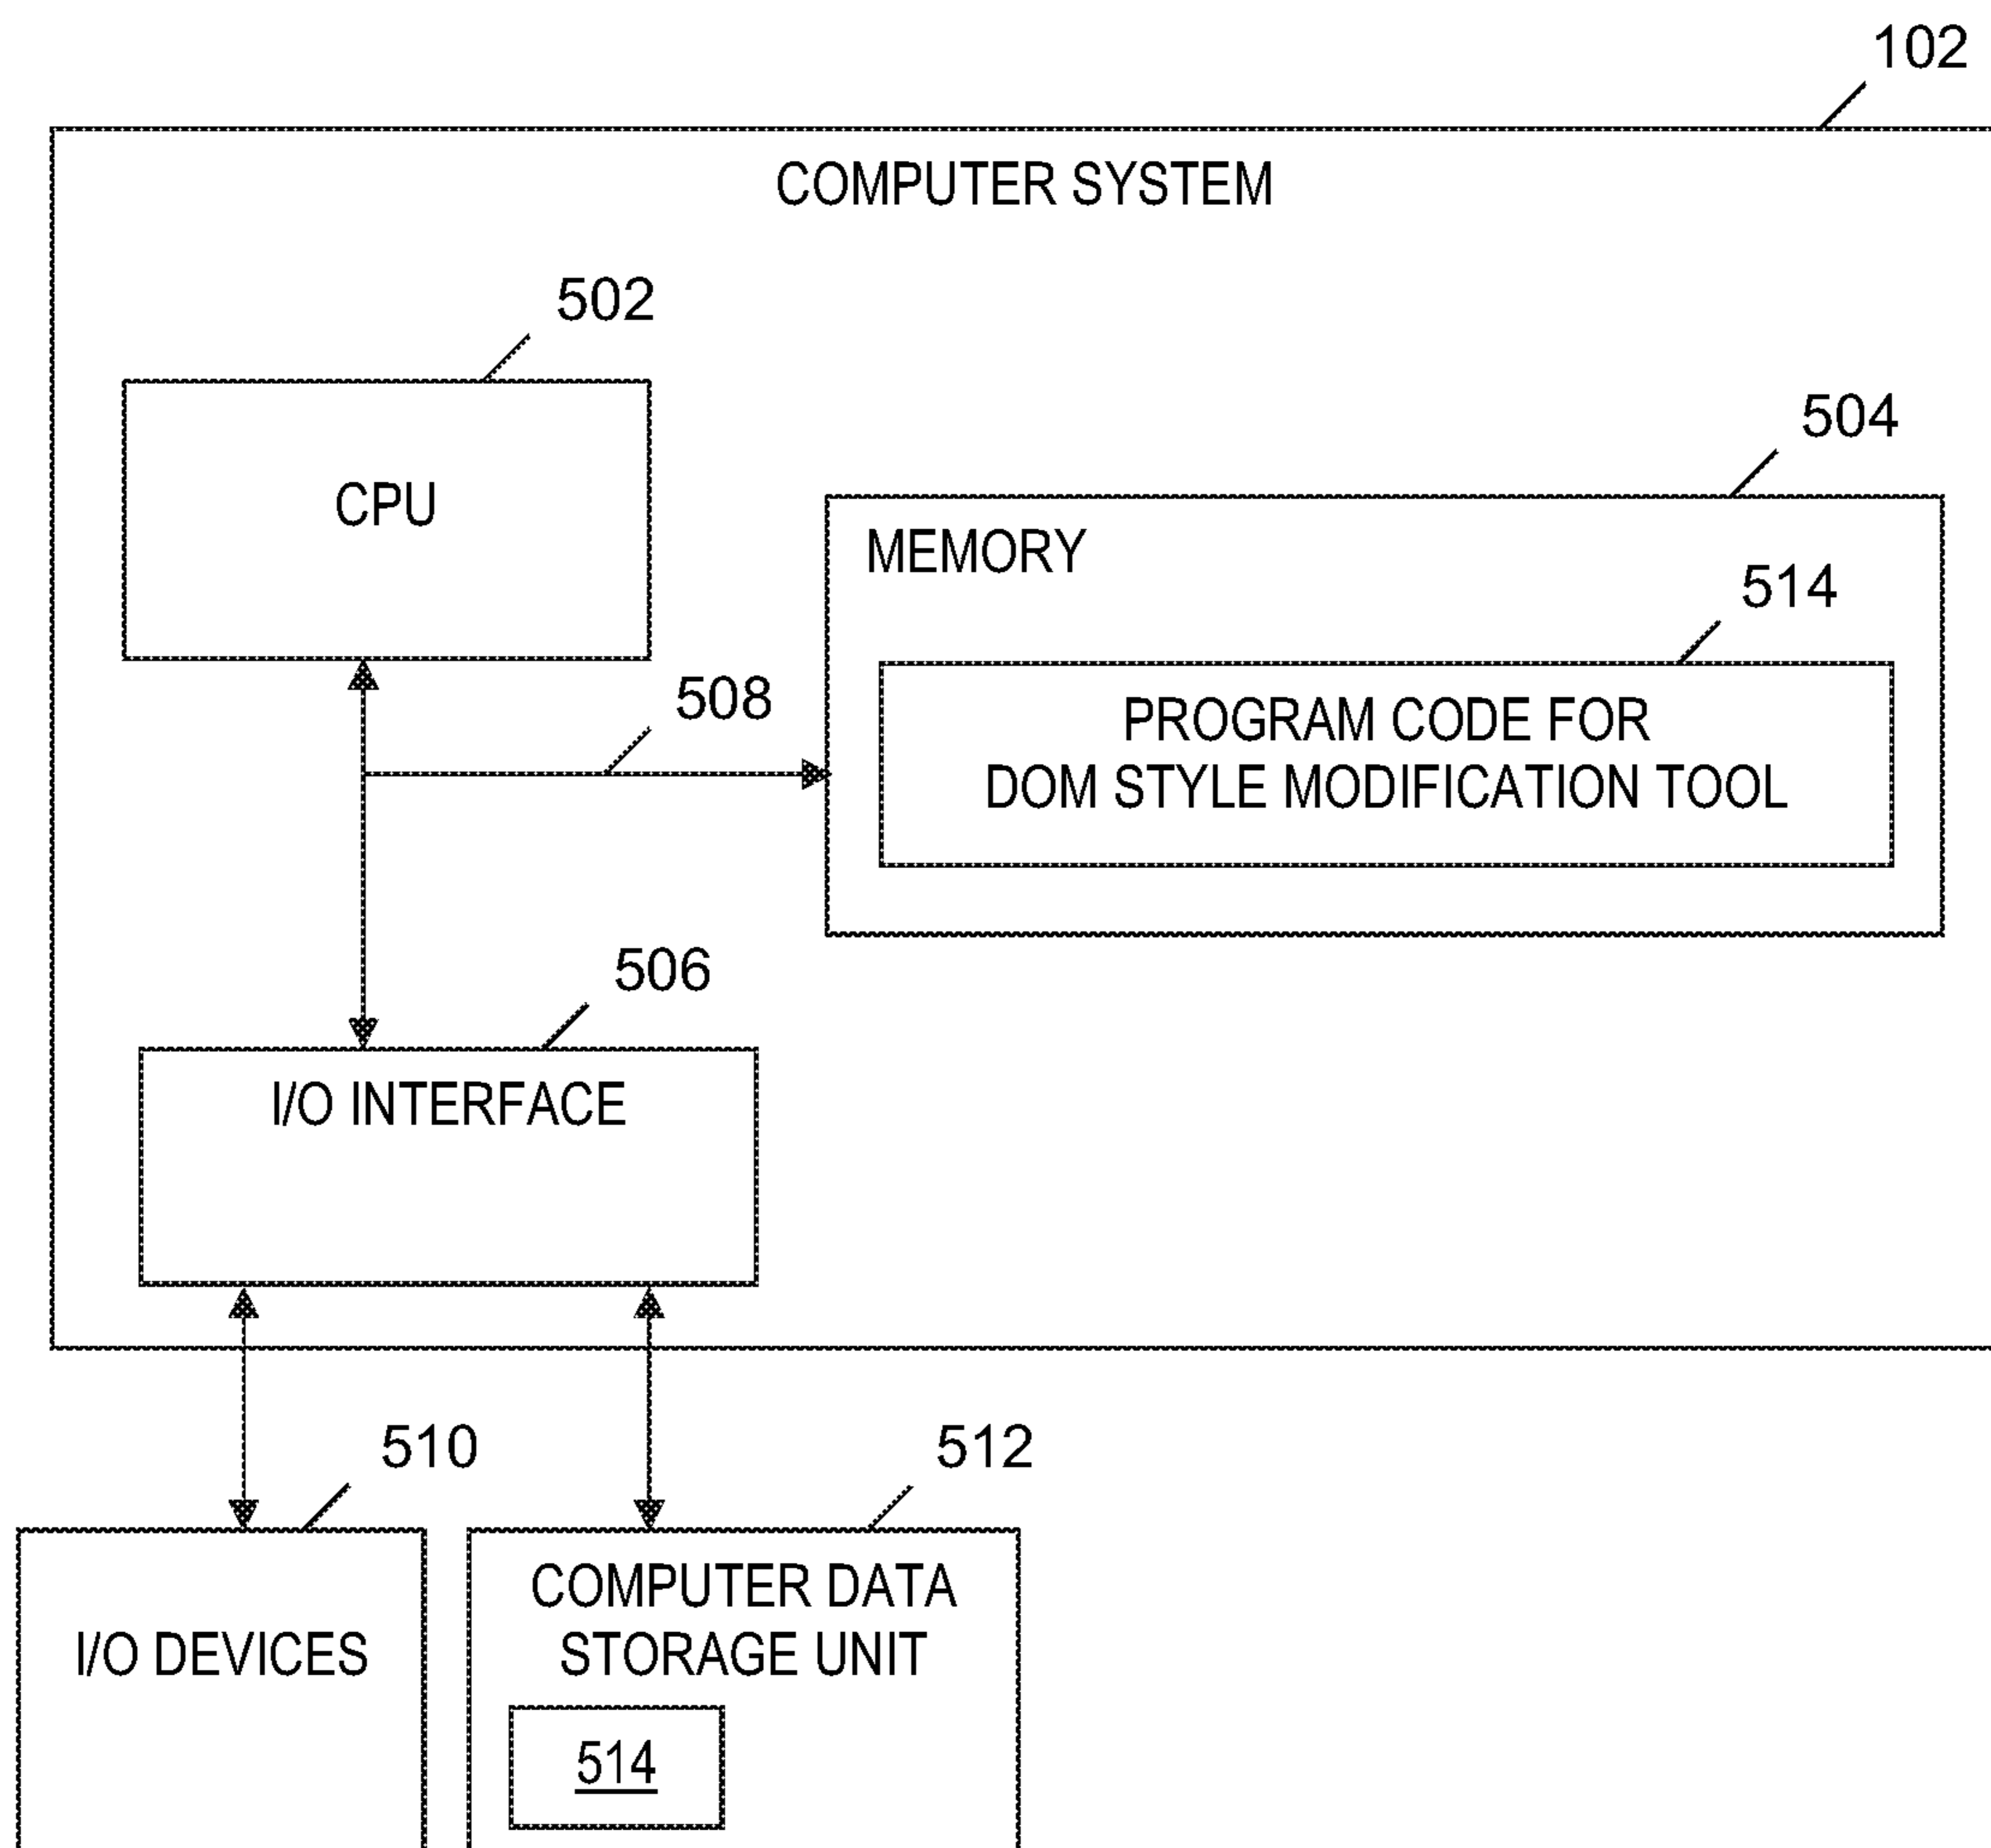 102
COMPUTER SYSTEM
502
CPU
504
MEMORY
514
PROGRAM CODE FOR
DOM STYLE MODIFICATION TOOL
508
506
I/O INTERFACE
510
I/O DEVICES
512
COMPUTER DATA
STORAGE UNIT
514